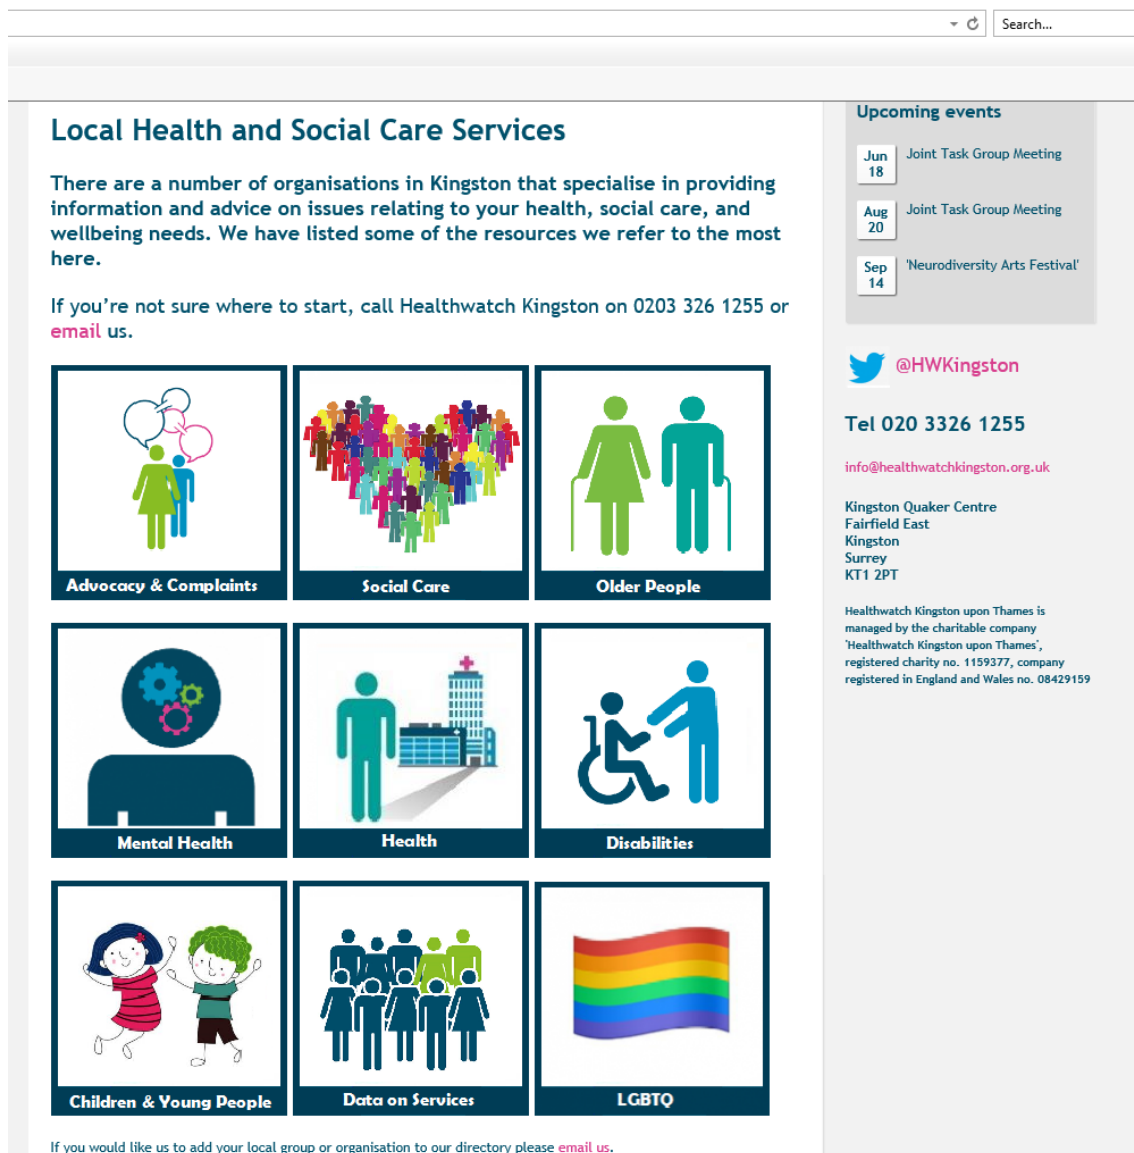 Search...
Local Health and Social Care Services
There are a number of organisations in Kingston that specialise in providing
information and advice on issues relating to your health, social care, and
wellbeing needs. We have listed some of the resources we refer to the most
here.
If you're not sure where to start, call Healthwatch Kingston on 0203 326 1255 or
email us.
Advocacy & Complaints
Social Care
Older People
Mental Health
Health
Disabilities
Children & Young People
Data on Services
LGBTQ
If you would like us to add your local group or organisation to our directory please email us.
Upcoming events
Jun
18
Joint Task Group Meeting
Aug
20
Joint Task Group Meeting
Sep
14
'Neurodiversity Arts Festival'
@HWKingston
Tel 020 3326 1255
info@healthwatchkingston.org.uk
Kingston Quaker Centre
Fairfield East
Kingston
Surrey
KT1 2PT
Healthwatch Kingston upon Thames is
managed by the charitable company
'Healthwatch Kingston upon Thames',
registered charity no. 1159377, company
registered in England and Wales no. 08429159